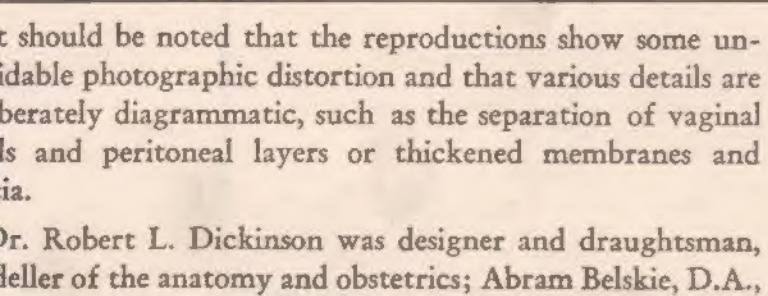 t should be noted that the reproductions show some un-
idable photographic distortion and that various details are
berately diagrammatic, such as the separation of vaginal
ls and peritoneal layers or thickened membranes and
cia.
Dr. Robert L. Dickinson was designer and draughtsman,
deller of the anatomy and obstetrics; Abram Belskie, D.A.,